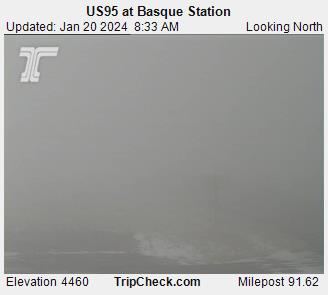 US95 at Basque Station
Updated: Jan 20 2024 8:33 AM Looking North
Elevation 4460 TripCheck.com Milepost 91.62